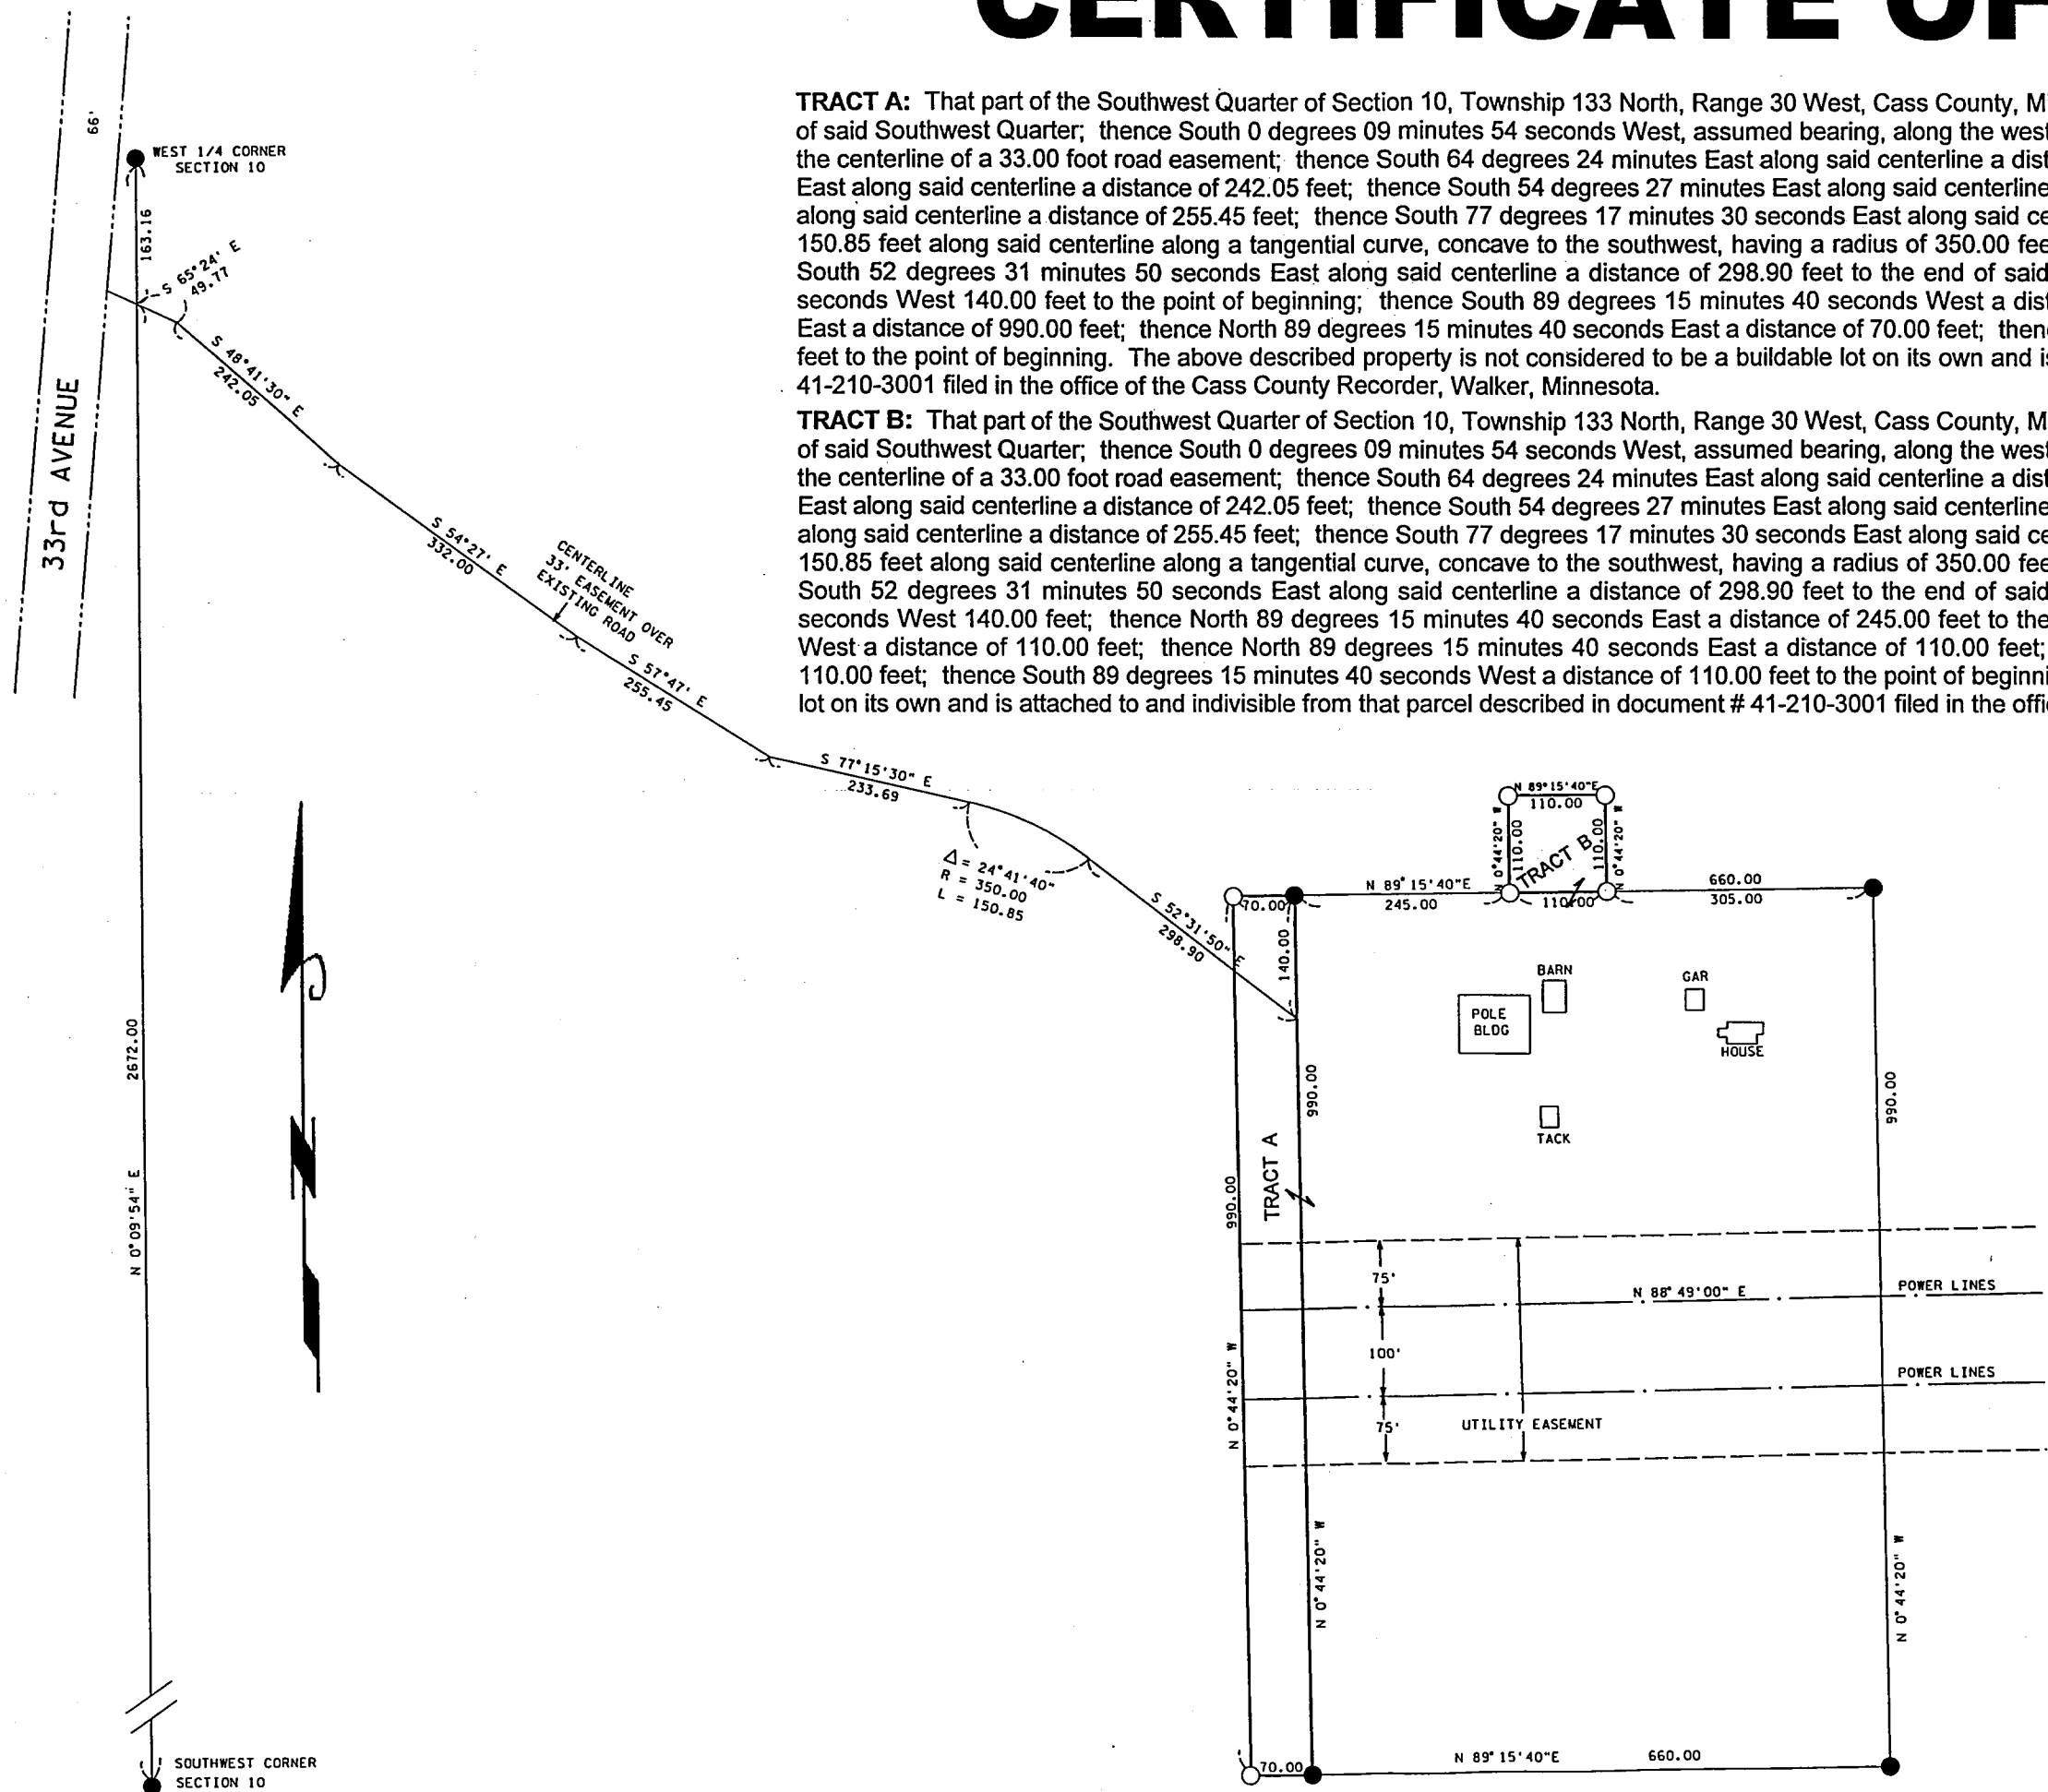 CERTIFICATE OF
TRACT A: That part of the Southwest Quarter of Section 10, Township 133 North, Range 30 West, Cass County, M
of said Southwest Quarter; thence South 0 degrees 09 minutes 54 seconds West, assumed bearing, along the west
the centerline of a 33.00 foot road easement; thence South 64 degrees 24 minutes East along said centerline a dist
East along said centerline a distance of 242.05 feet; thence South 54 degrees 27 minutes East along said centerline
along said centerline a distance of 255.45 feet; thence South 77 degrees 17 minutes 30 seconds East along said ce
150.85 feet along said centerline along a tangential curve, concave to the southwest, having a radius of 350.00 fee
South 52 degrees 31 minutes 50 seconds East along said centerline a distance of 298.90 feet to the end of said
seconds West 140.00 feet to the point of beginning; thence South 89 degrees 15 minutes 40 seconds West a dist
East a distance of 990.00 feet; thence North 89 degrees 15 minutes 40 seconds East a distance of 70.00 feet; then
feet to the point of beginning. The above described property is not considered to be a buildable lot on its own and is
41-210-3001 filed in the office of the Cass County Recorder, Walker, Minnesota.
TRACT B: That part of the Southwest Quarter of Section 10, Township 133 North, Range 30 West, Cass County, M
of said Southwest Quarter; thence South 0 degrees 09 minutes 54 seconds West, assumed bearing, along the west
the centerline of a 33.00 foot road easement; thence South 64 degrees 24 minutes East along said centerline a dist
East along said centerline a distance of 242.05 feet; thence South 54 degrees 27 minutes East along said centerline
along said centerline a distance of 255.45 feet; thence South 77 degrees 17 minutes 30 seconds East along said ce
150.85 feet along said centerline along a tangential curve, concave to the southwest, having a radius of 350.00 fee
South 52 degrees 31 minutes 50 seconds East along said centerline a distance of 298.90 feet to the end of said
seconds West 140.00 feet; thence North 89 degrees 15 minutes 40 seconds East a distance of 245.00 feet to the
West a distance of 110.00 feet; thence North 89 degrees 15 minutes 40 seconds East a distance of 110.00 feet;
110.00 feet; thence South 89 degrees 15 minutes 40 seconds West a distance of 110.00 feet to the point of beginni
lot on its own and is attached to and indivisible from that parcel described in document # 41-210-3001 filed in the offi
66'
33rd AVENUE
WEST 1/4 CORNER
SECTION 10
163.16
S 65°24' E
49.77
S 48°41'30" E
242.05
S 54°27' E
332.00
CENTERLINE
33' EASEMENT OVER
EXISTING ROAD
S 57°47' E
255.45
S 77°15'30" E
233.69
Δ = 24°41'40"
R = 350.00
L = 150.85
S 52°31'50" E
298.90
N 89°15'40"E
110.00
N 0°44'20" W
110.00
TRACT B
110.00
N 0°44'20" W
70.00
N 89°15'40"E
245.00
110.00
660.00
305.00
140.00
BARN
GAR
POLE
BLDG
HOUSE
TACK
2672.00
N 0°09'54" E
N
TRACT A
990.00
990.00
990.00
75'
N 88°49'00" E
POWER LINES
100'
POWER LINES
75'
UTILITY EASEMENT
N 0°44'20" W
N 0°44'20" W
N 0°44'20" W
SOUTHWEST CORNER
SECTION 10
70.00
N 89°15'40"E
660.00